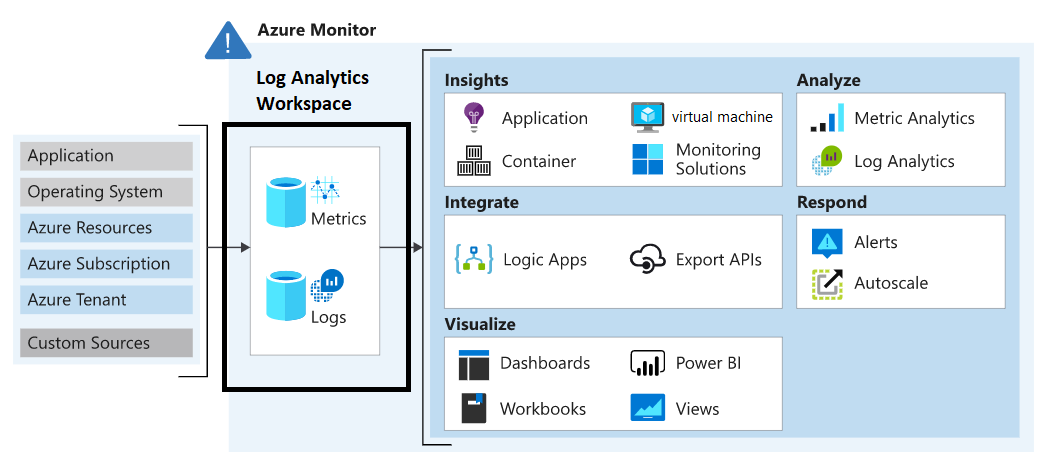 Azure Monitor
Log Analytics
Workspace
Application
Operating System
Azure Resources
Azure Subscription
Azure Tenant
Custom Sources
Metrics
Logs
Insights
Application
virtual machine
Container
Monitoring
Solutions
Analyze
Metric Analytics
Log Analytics
Integrate
Logic Apps
Export APIs
Respond
Alerts
Autoscale
Visualize
Dashboards
Power BI
Workbooks
Views